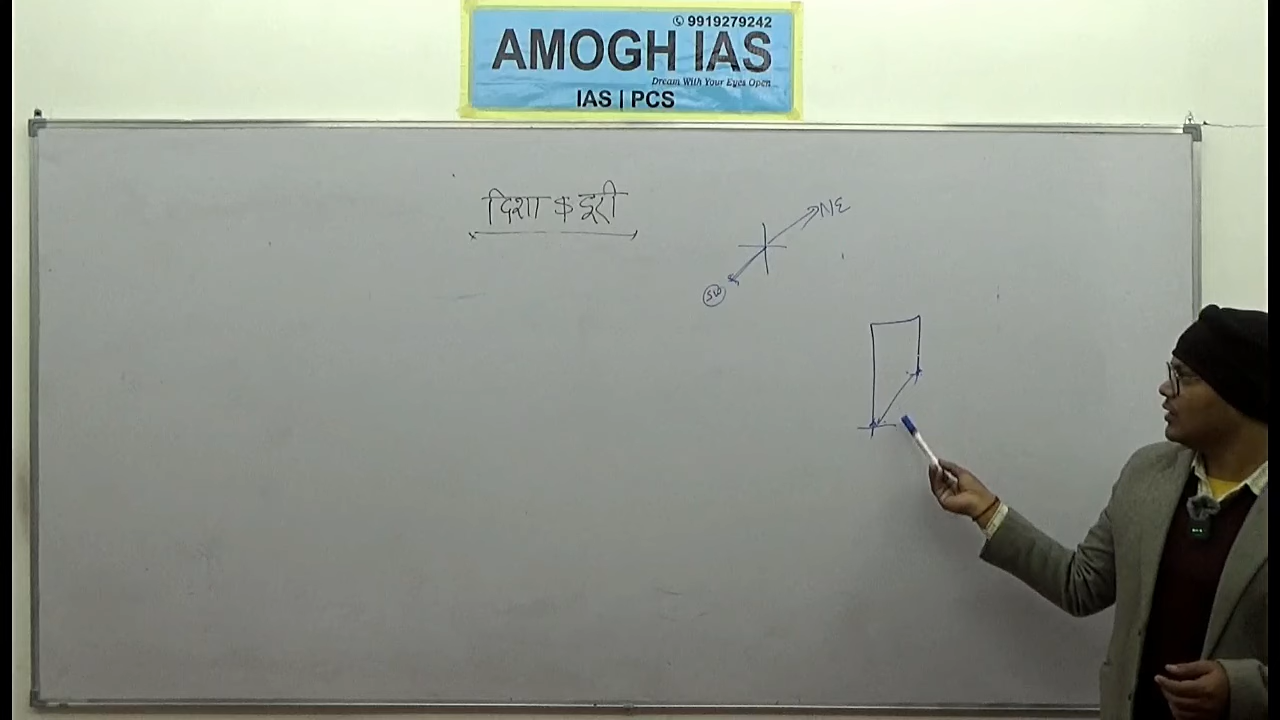 ✆ 9919279242
AMOGH IAS
Dream With Your Eyes Open
IAS | PCS
दिशा & दूरी
NE
SW